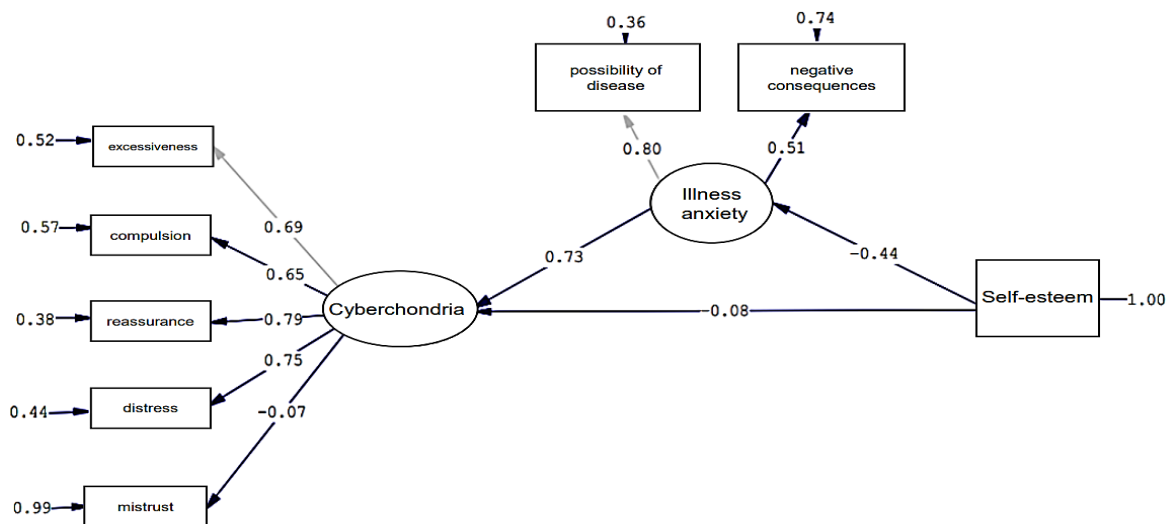 0.36
0.74
possibility of
disease
negative
consequences
0.52
excessiveness
0.80
0.51
Illness
anxiety
0.57
compulsion
0.69
0.65
0.73
-0.44
Self-esteem
1.00
Cyberchondria
-0.08
0.38
reassurance
0.79
0.75
0.44
distress
-0.07
0.99
mistrust